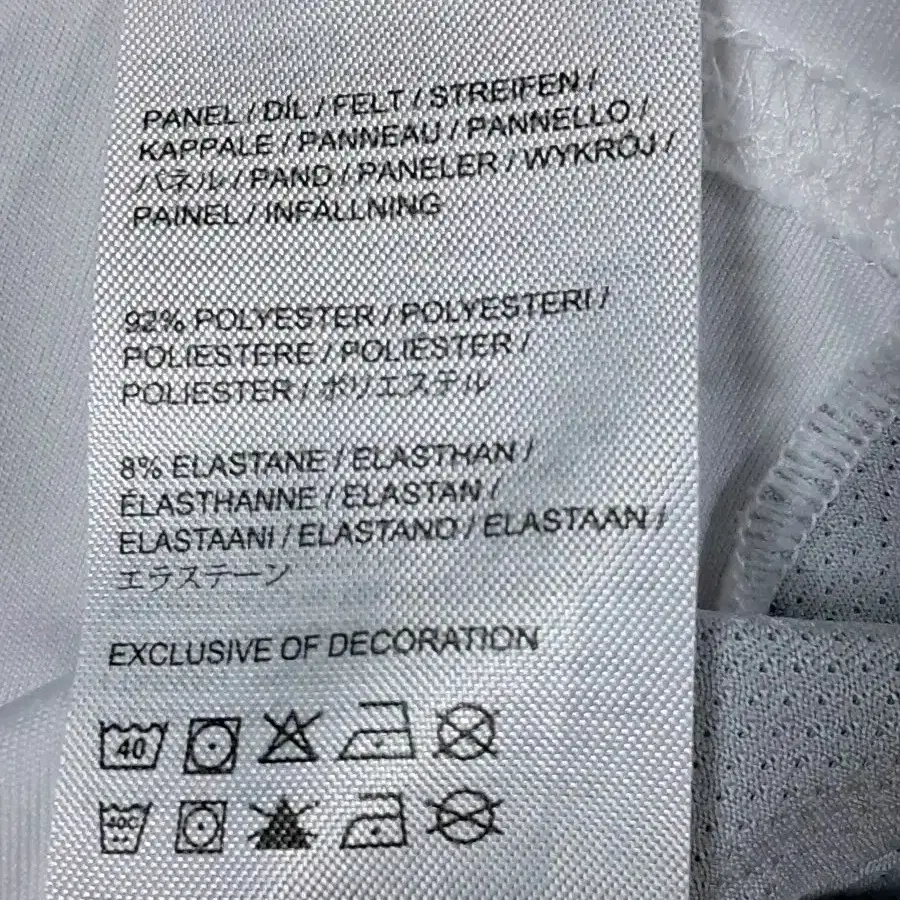 PANEL / DÍL / FELT / STREIFEN /
KAPPALE / PANNEAU / PANNELLO /
パネル / PAND / PANELER / WYKRÓJ /
PAINEL / INFÄLLNING
92% POLYESTER / POLYESTERI /
POLIESTERE / POLIÉSTER /
POLIESTER / ポリエステル
8% ELASTANE / ELASTHAN /
ÉLASTHANNE / ELASTAN /
ELASTAANI / ELASTANO / ELASTAAN /
エラステーン
EXCLUSIVE OF DECORATION
40
40C